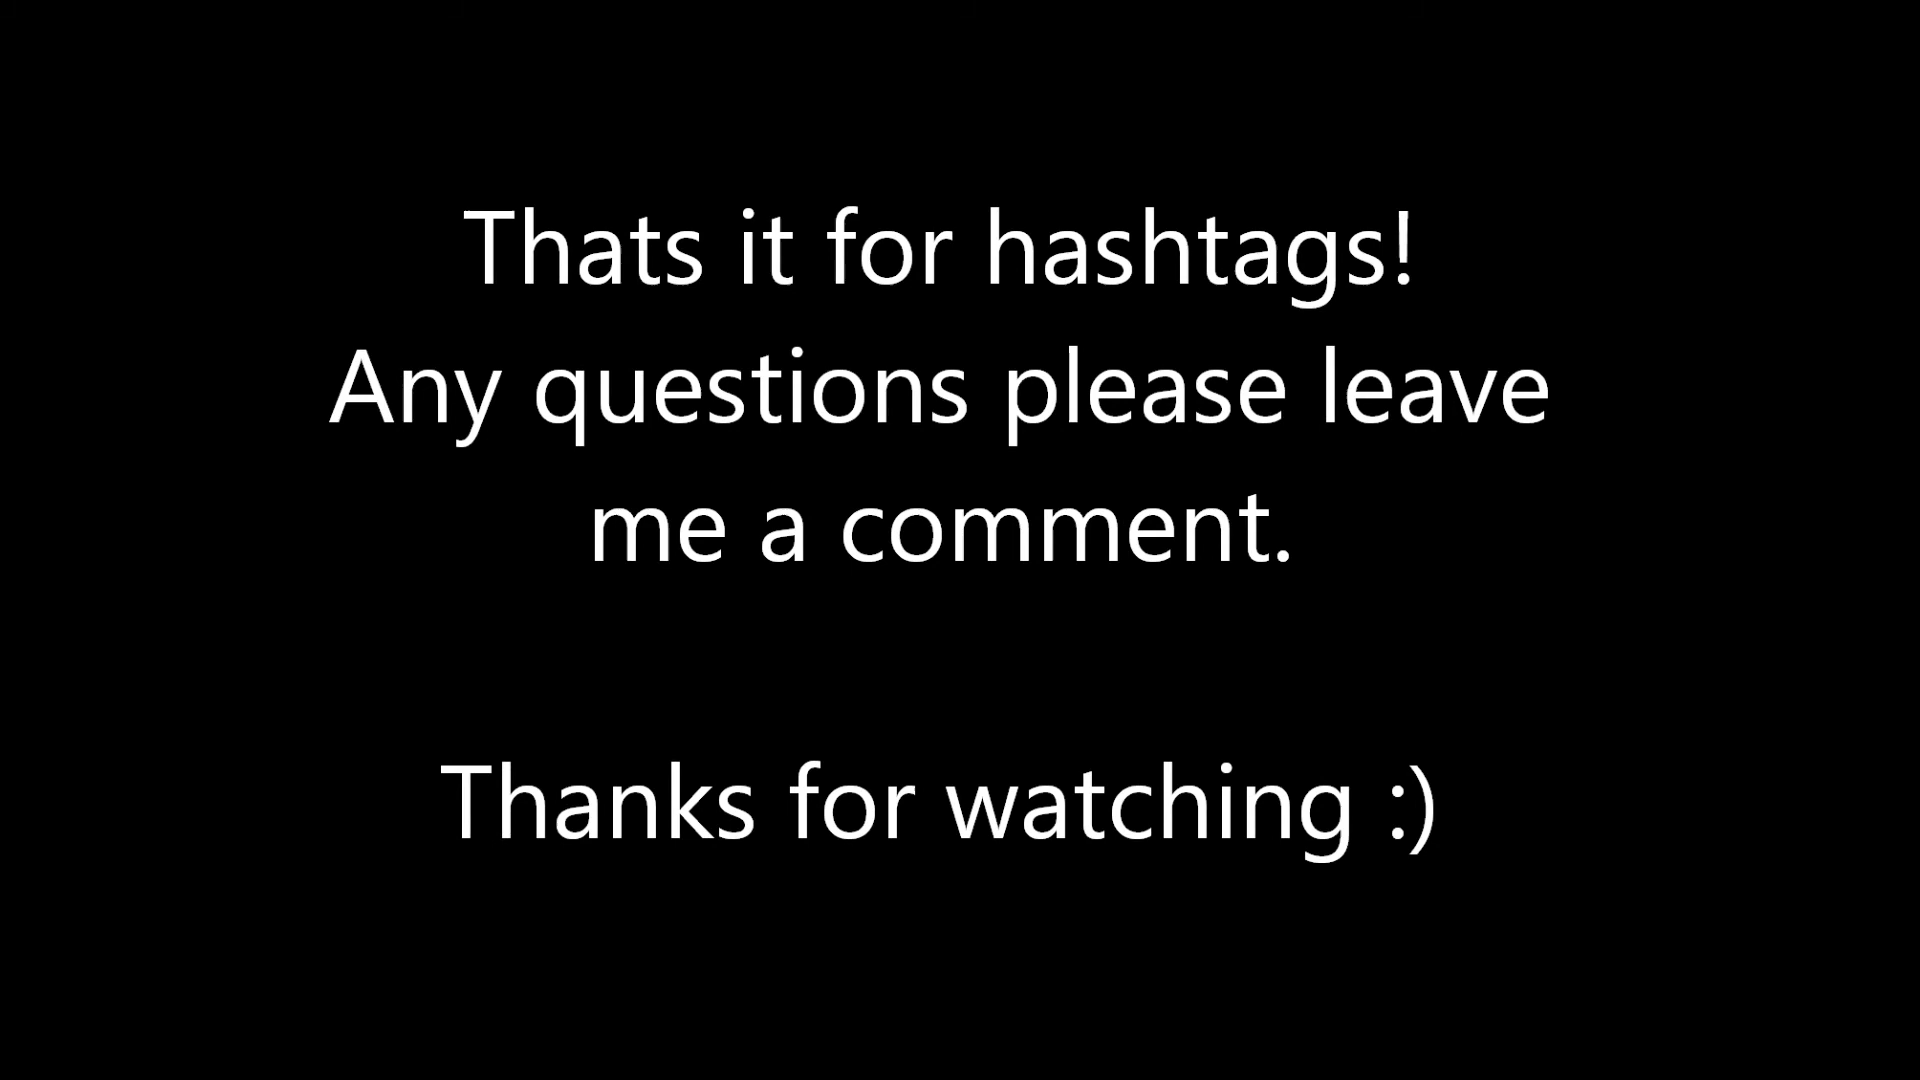 Thats it for hashtags!
Any questions please leave
me a comment.
Thanks for watching :)